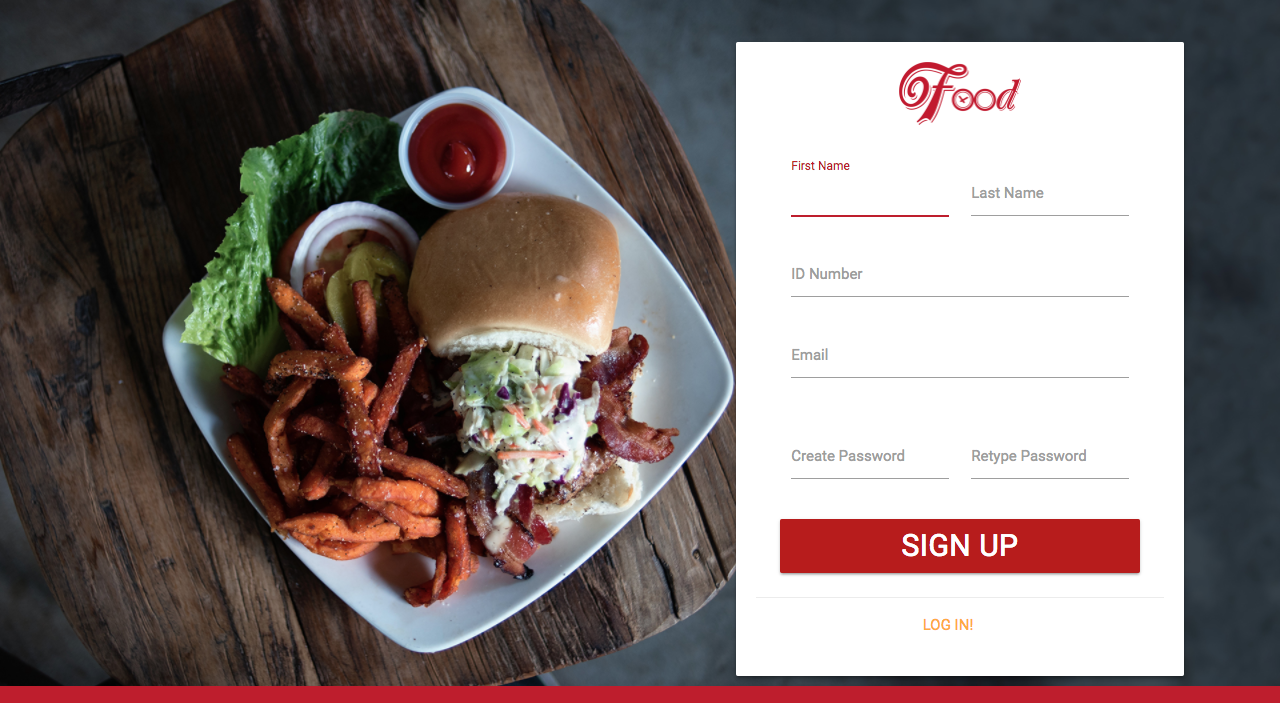 Food
First Name
Last Name
ID Number
Email
Create Password Retype Password
SIGN UP
LOG IN!